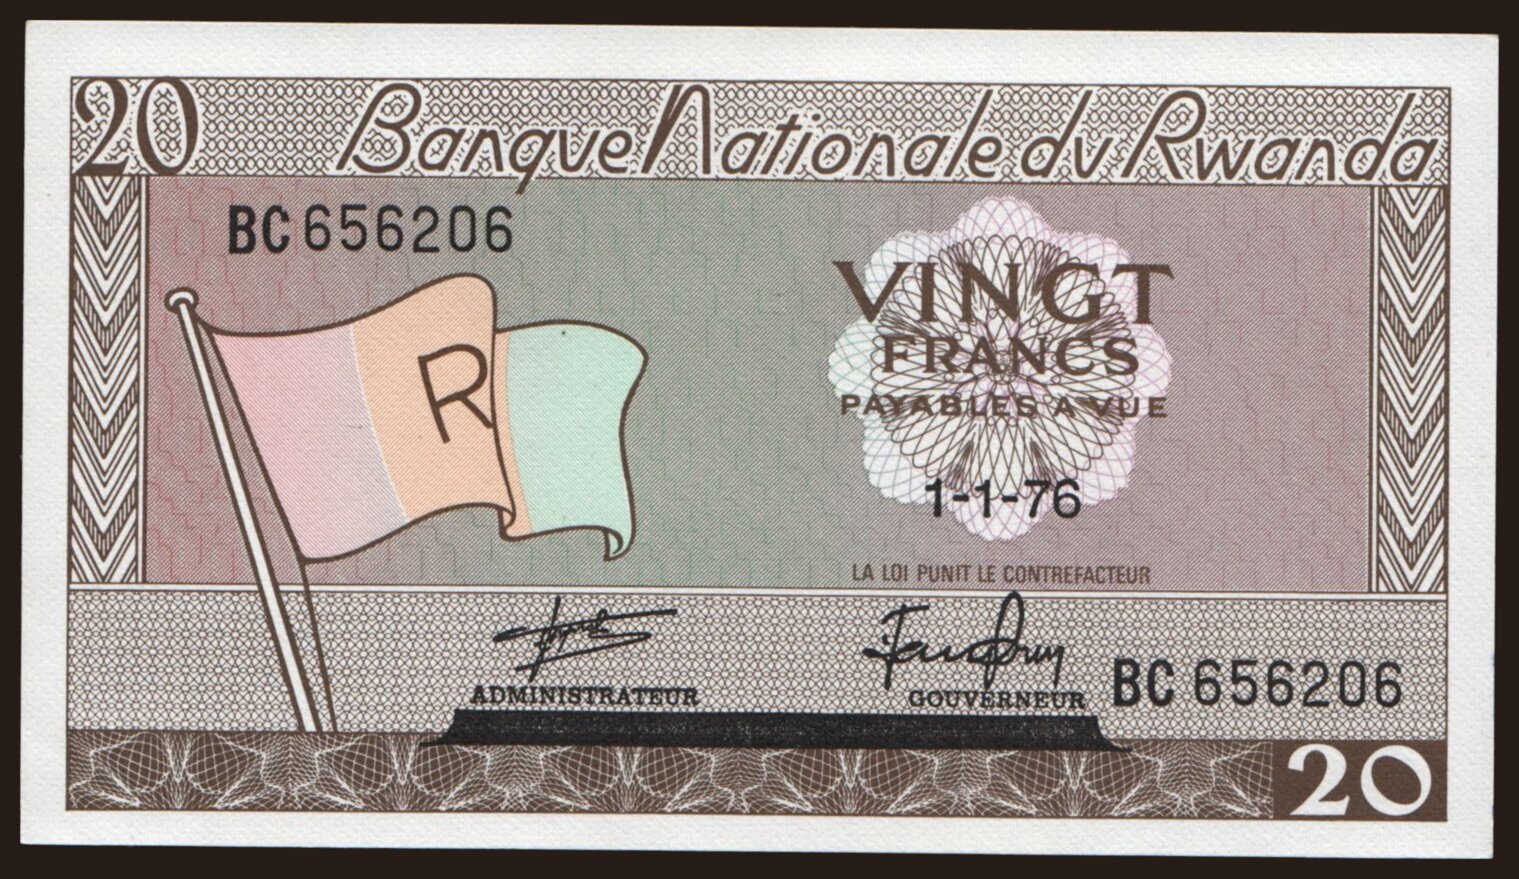 20
Banque Nationale du Rwanda
BC 656206
R
VINGT
FRANCS
PAYABLES A VUE
1-1-76
LA LOI PUNIT LE CONTREFACTEUR
ADMINISTRATEUR
GOUVERNEUR
BC 656206
20